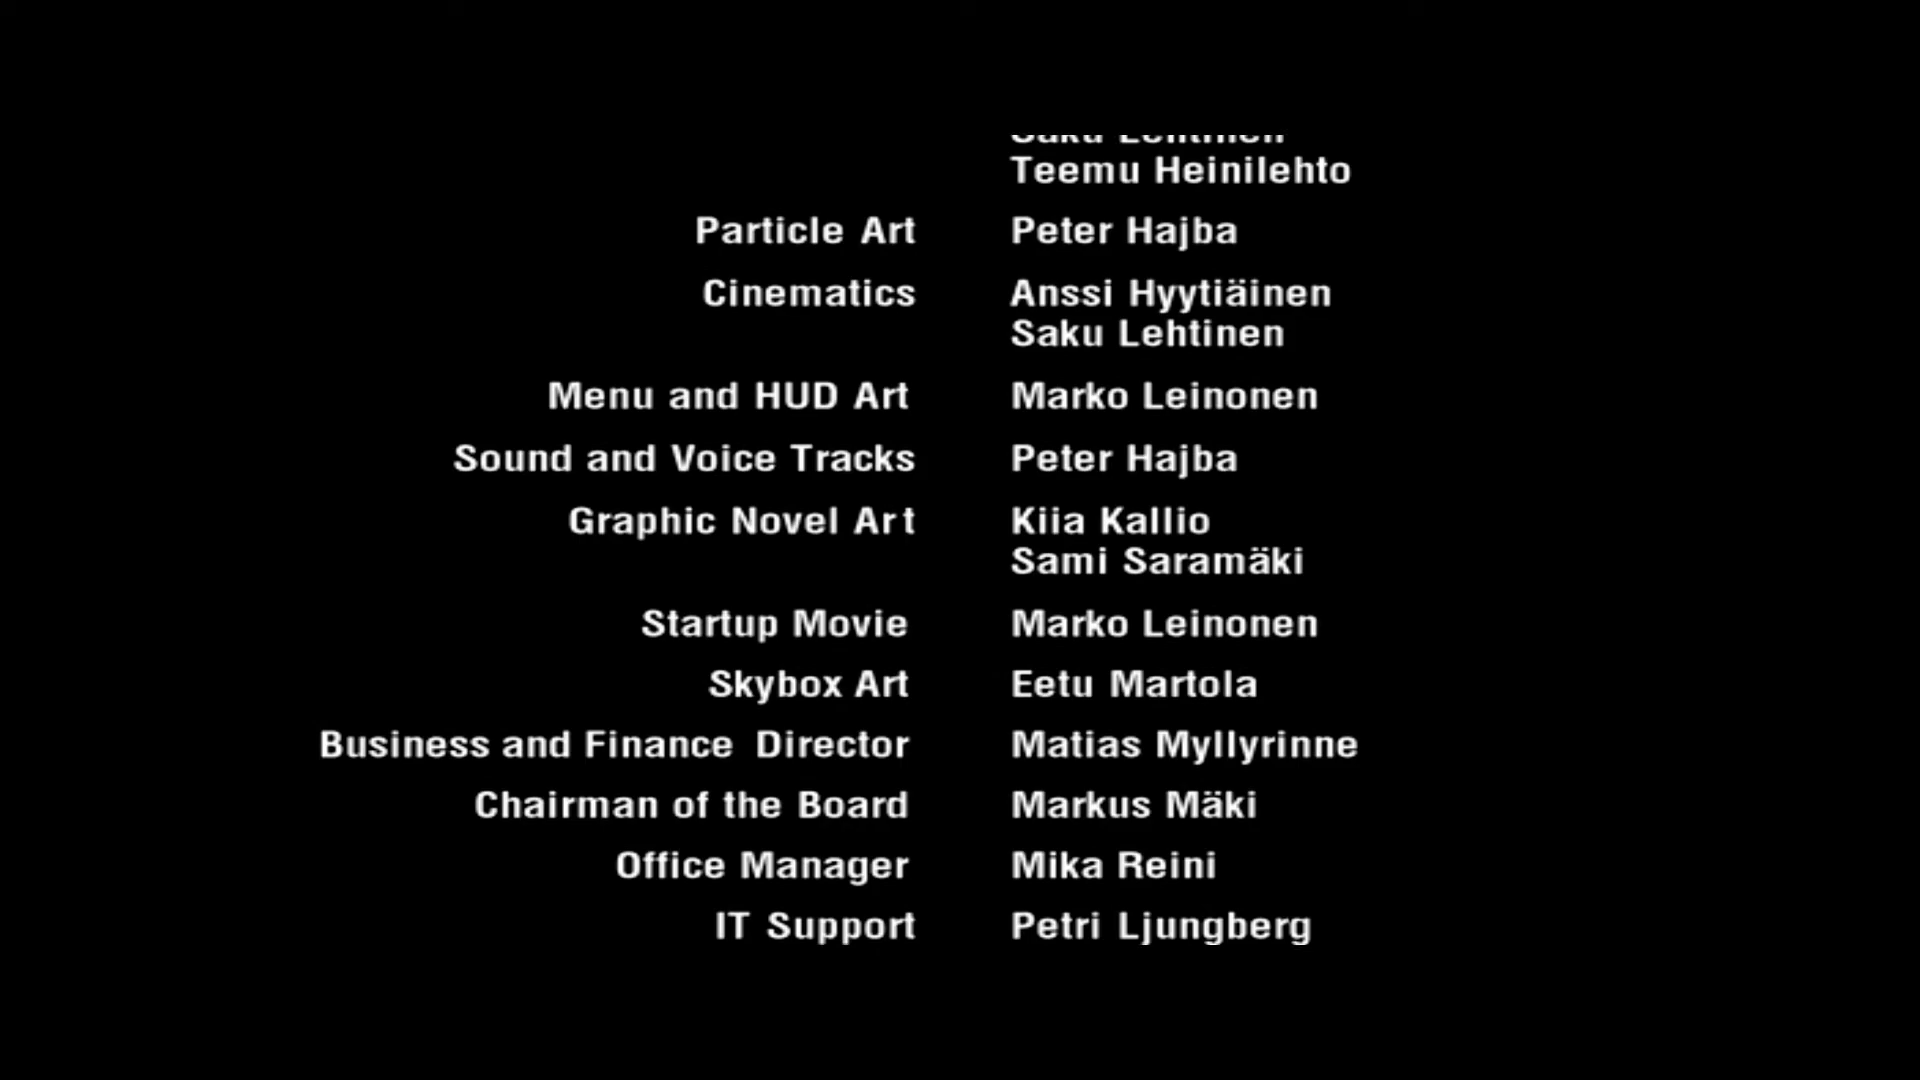 Saku Lehtinen
Teemu Heinilehto
Particle Art Peter Hajba
Cinematics Anssi Hyytiäinen
Saku Lehtinen
Menu and HUD Art Marko Leinonen
Sound and Voice Tracks Peter Hajba
Graphic Novel Art Kiia Kallio
Sami Saramäki
Startup Movie Marko Leinonen
Skybox Art Eetu Martola
Business and Finance Director Matias Myllyrinne
Chairman of the Board Markus Mäki
Office Manager Mika Reini
IT Support Petri Ljungberg